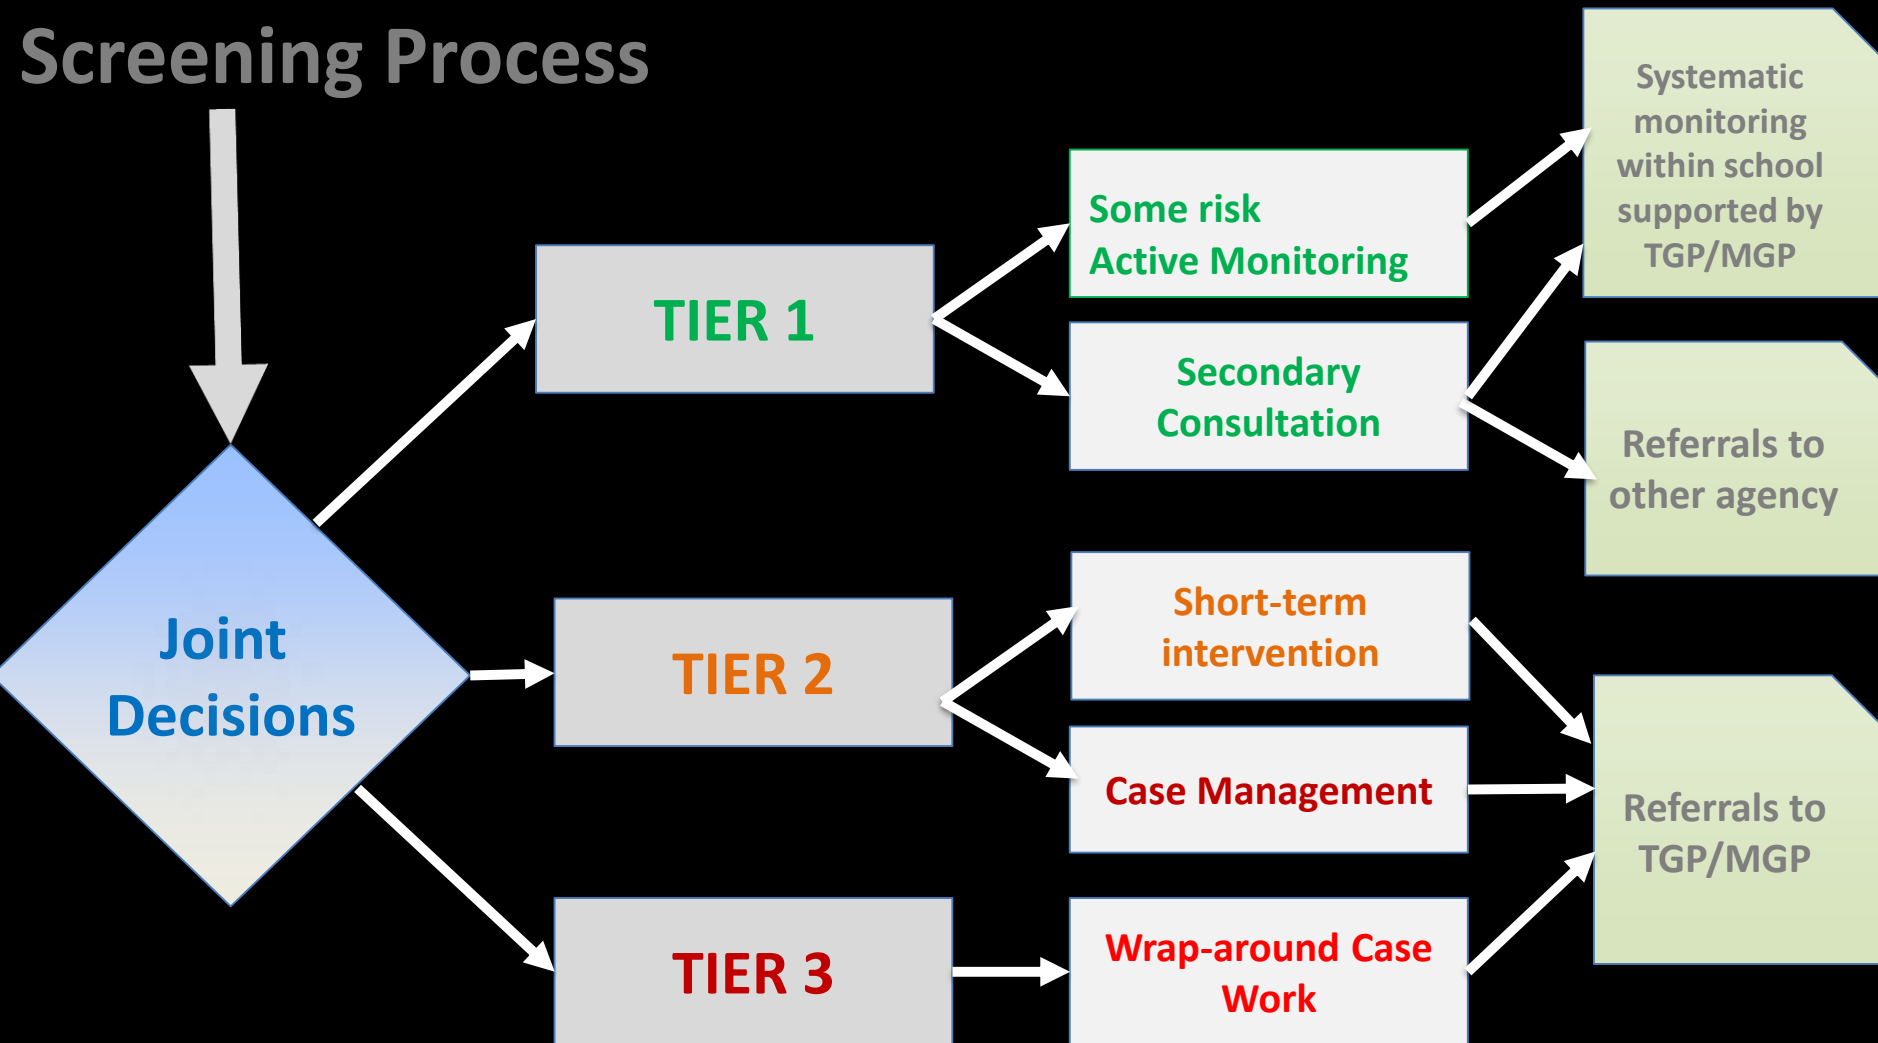 Screening Process
Systematic
monitoring
within school
supported by
TGP/MGP
Some risk
Active Monitoring
TIER 1
Secondary
Consultation
Referrals to
other agency
Joint
Decisions
TIER 2
Short-term
intervention
Case Management
Referrals to
TGP/MGP
TIER 3
Wrap-around Case
Work